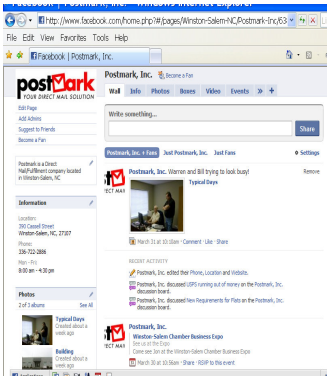 Facebook | Postmark, Inc. - Windows Internet Explorer
http://www.facebook.com/home.php?#/pages/Winston-Salem-NC/Postmark-Inc/63
File Edit View Favorites Tools Help
Facebook | Postmark, Inc.
postmark
YOUR DIRECT MAIL SOLUTION
Edit Page
Add Admins
Suggest to Friends
Become a Fan
Postmark is a Direct
Mail/Fulfilment company located
in Winston-Salem, NC
Information
Location:
390 Cassell Street
Winston-Salem, NC, 27107
Phone:
336-722-2886
Mon - Fri:
8:00 am - 4:30 pm
Photos
2 of 3 albums See All
Typical Days
Created about a
week ago
Building
Created about a
week ago
Postmark, Inc. Become a Fan
Wall Info Photos Boxes Video Events » +
Write something...
Share
Postmark, Inc. + Fans Just Postmark, Inc. Just Fans Settings
Postmark, Inc. Warren and Bill trying to look busy! Remove
Typical Days
ECT MAI
March 31 at 10:18am · Comment · Like · Share
RECENT ACTIVITY
Postmark, Inc. edited their Phone, Location and Website.
Postmark, Inc. discussed USPS running out of money on the Postmark, Inc.
discussion board.
Postmark, Inc. discussed New Requirements for Flats on the Postmark, Inc.
discussion board.
Postmark, Inc.
Winston-Salem Chamber Business Expo
See us at the Expo
Come see Jon at the Winston-Salem Chamber Business Expo
ECT MAI
March 30 at 10:56am · Share · RSVP to this event